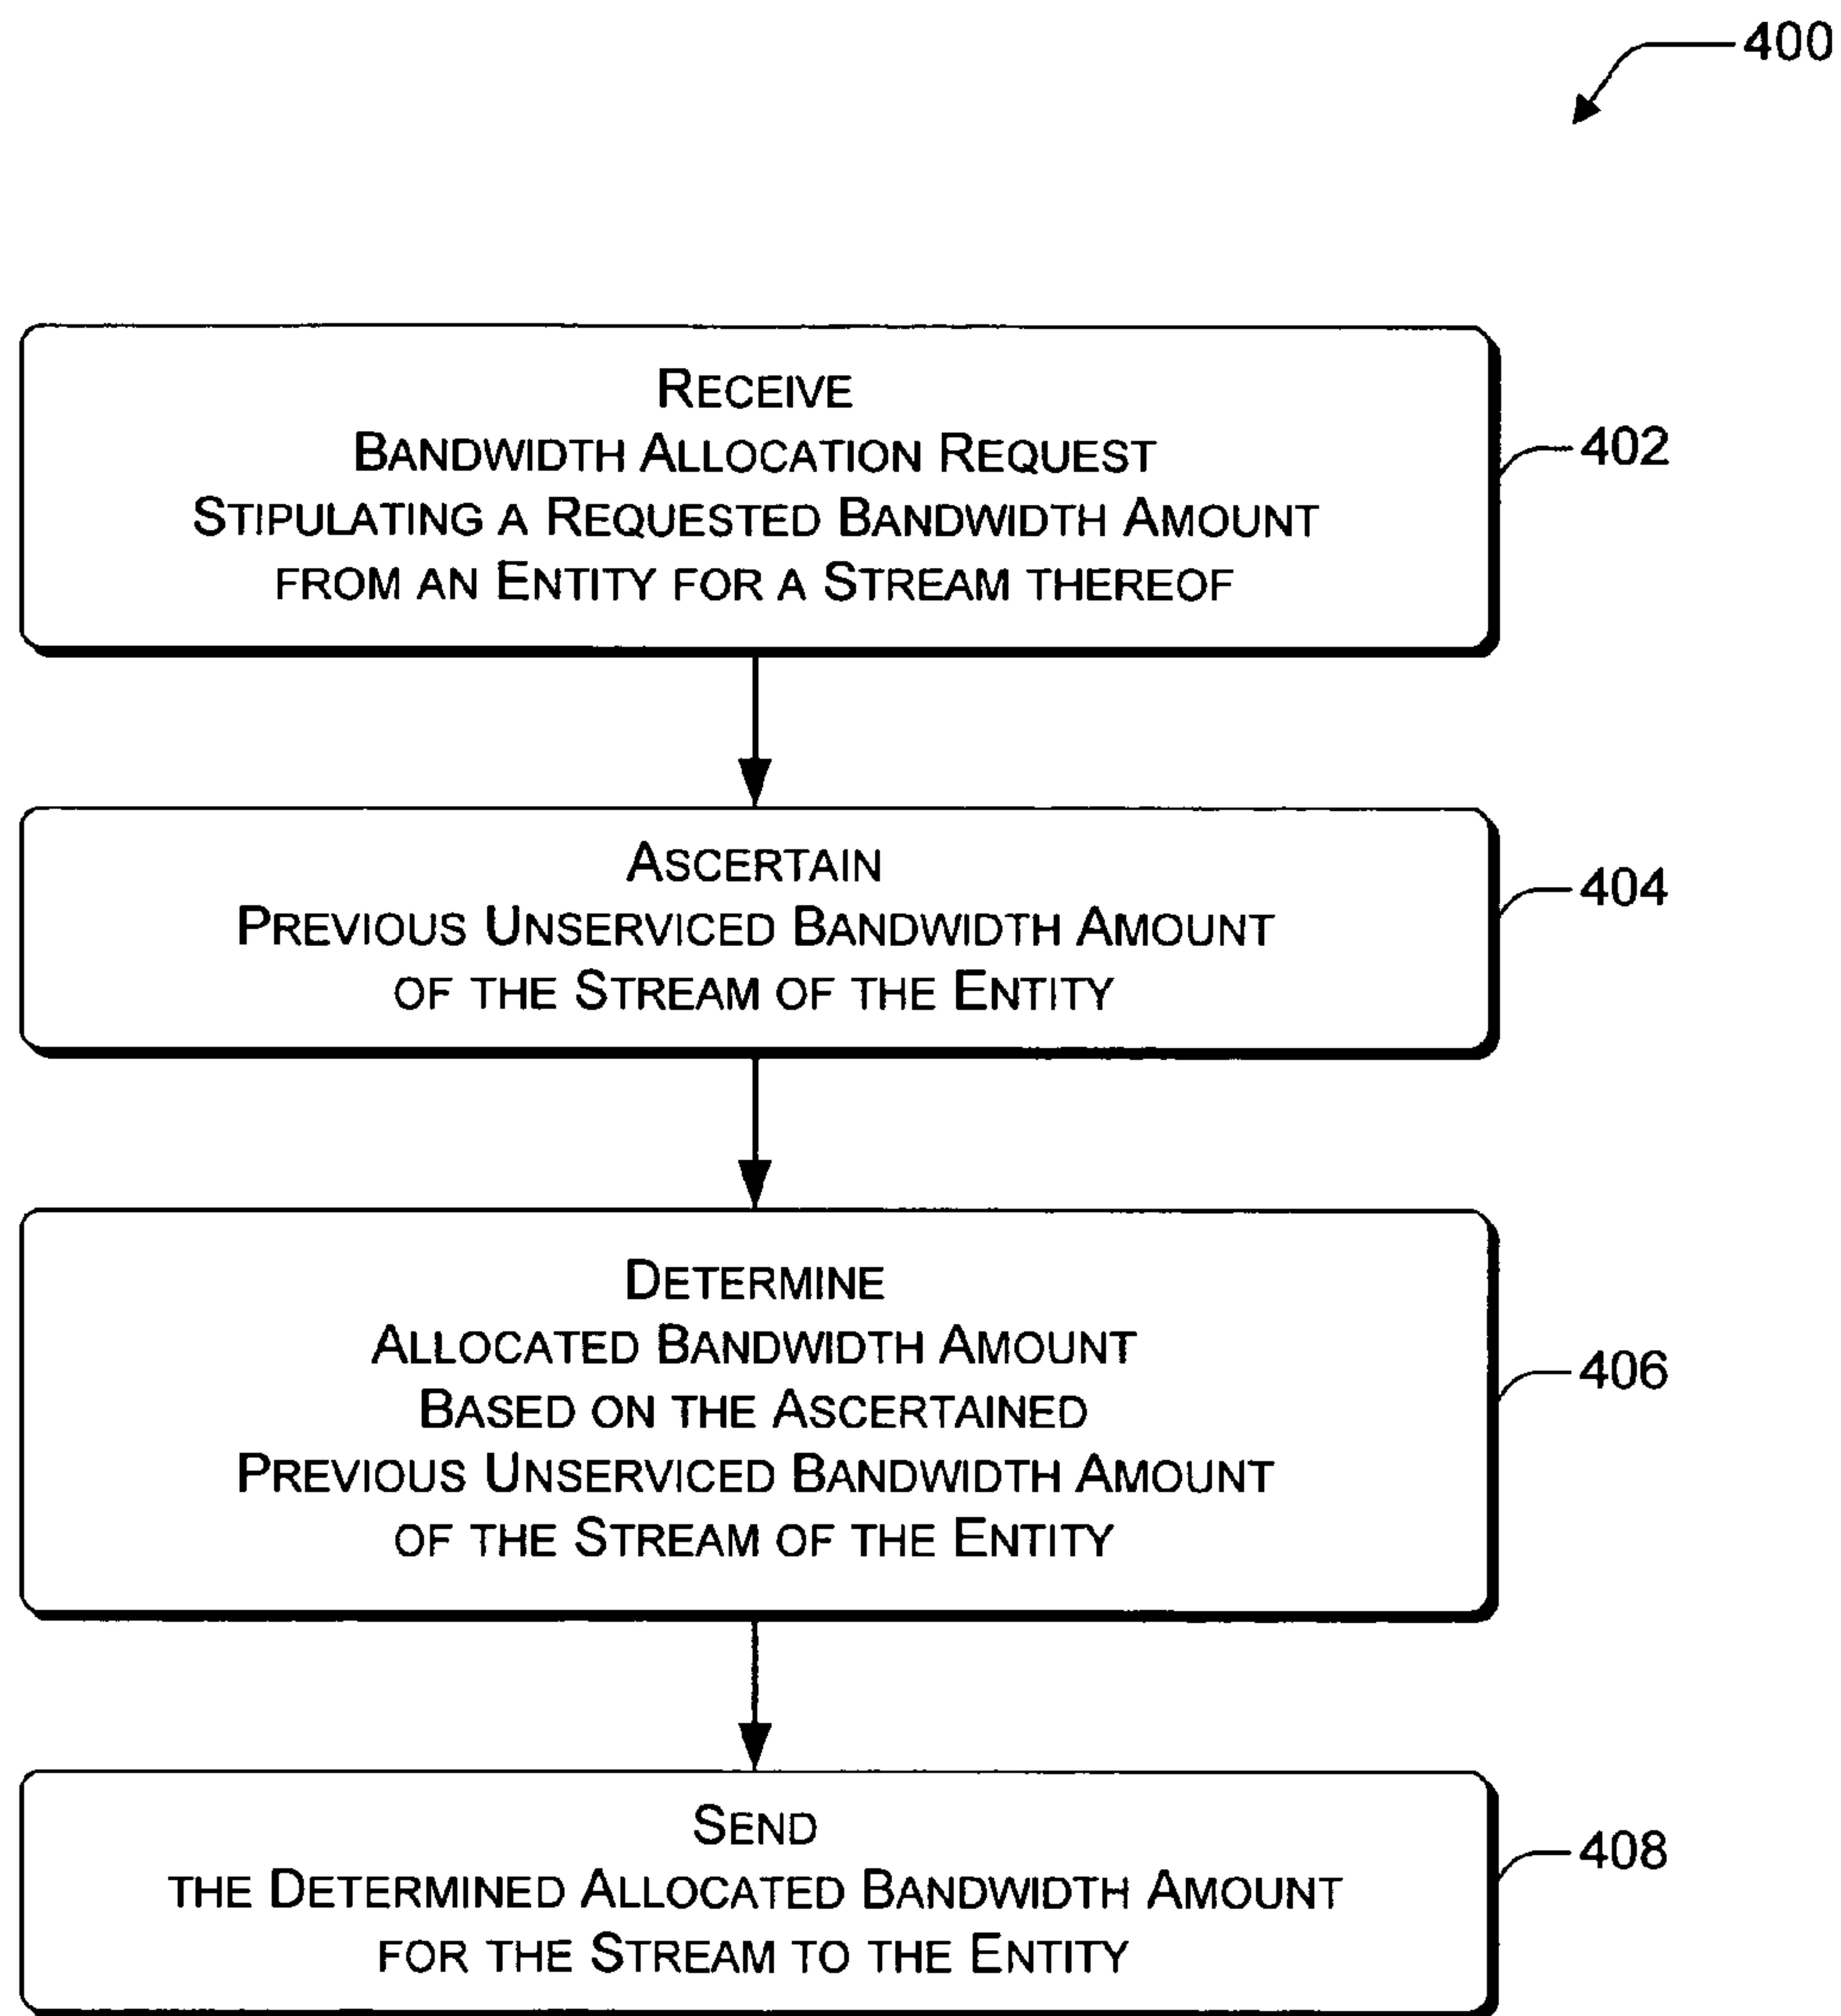 400
RECEIVE
BANDWIDTH ALLOCATION REQUEST
STIPULATING A REQUESTED BANDWIDTH AMOUNT
FROM AN ENTITY FOR A STREAM THEREOF
402
ASCERTAIN
PREVIOUS UNSERVICED BANDWIDTH AMOUNT
OF THE STREAM OF THE ENTITY
404
DETERMINE
ALLOCATED BANDWIDTH AMOUNT
BASED ON THE ASCERTAINED
PREVIOUS UNSERVICED BANDWIDTH AMOUNT
OF THE STREAM OF THE ENTITY
406
SEND
THE DETERMINED ALLOCATED BANDWIDTH AMOUNT
FOR THE STREAM TO THE ENTITY
408